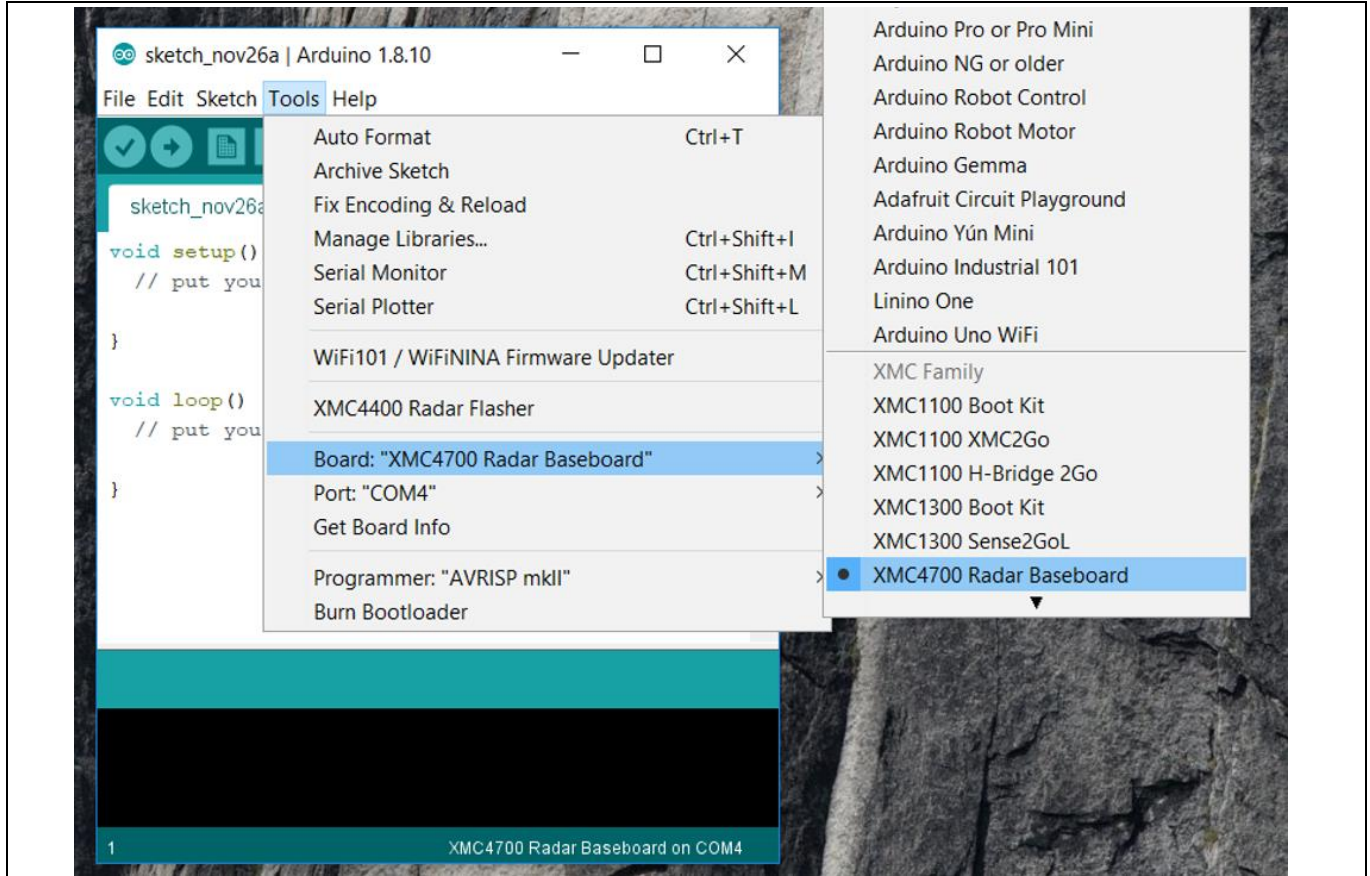 sketch_nov26a | Arduino 1.8.10
File Edit Sketch Tools Help
sketch_nov26a
void setup()
// put you
}
void loop()
// put you
}
Auto Format Ctrl+T
Archive Sketch
Fix Encoding & Reload
Manage Libraries... Ctrl+Shift+I
Serial Monitor Ctrl+Shift+M
Serial Plotter Ctrl+Shift+L
WiFi101 / WiFiNINA Firmware Updater
XMC4400 Radar Flasher
Board: "XMC4700 Radar Baseboard"
Port: "COM4"
Get Board Info
Programmer: "AVRISP mkII"
Burn Bootloader
Arduino Pro or Pro Mini
Arduino NG or older
Arduino Robot Control
Arduino Robot Motor
Arduino Gemma
Adafruit Circuit Playground
Arduino Yún Mini
Arduino Industrial 101
Linino One
Arduino Uno WiFi
XMC Family
XMC1100 Boot Kit
XMC1100 XMC2Go
XMC1100 H-Bridge 2Go
XMC1300 Boot Kit
XMC1300 Sense2GoL
XMC4700 Radar Baseboard
1 XMC4700 Radar Baseboard on COM4